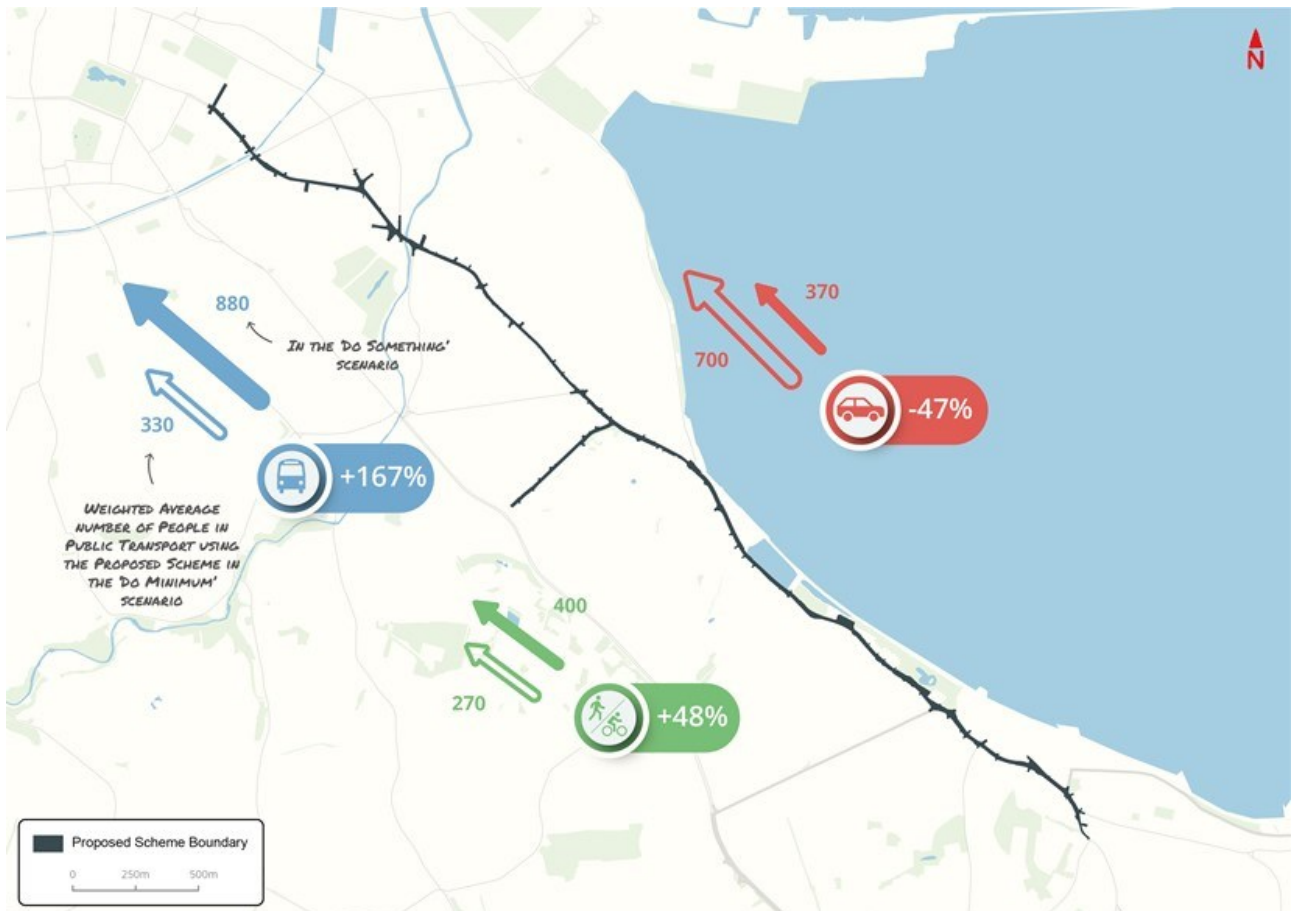 N
880
IN THE 'DO SOMETHING'
SCENARIO
330
+167%
WEIGHTED AVERAGE
NUMBER OF PEOPLE IN
PUBLIC TRANSPORT USING
THE PROPOSED SCHEME IN
THE 'DO MINIMUM'
SCENARIO
370
700
-47%
400
270
+48%
Proposed Scheme Boundary
0 250m 500m